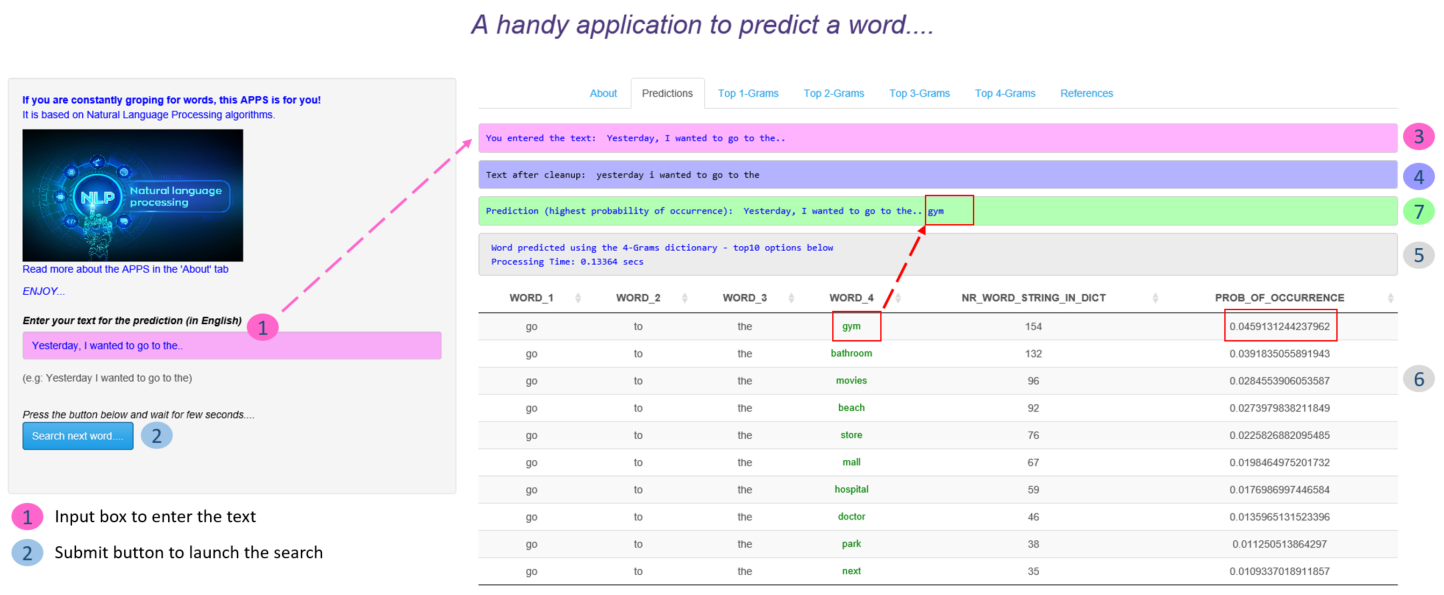 A handy application to predict a word....
If you are constantly groping for words, this APPS is for you!
It is based on Natural Language Processing algorithms.
NLP
Natural language
processing
Read more about the APPS in the 'About' tab
ENJOY...
Enter your text for the prediction (in English)
1
Yesterday, I wanted to go to the..
(e.g: Yesterday I wanted to go to the)
Press the button below and wait for few seconds....
Search next word....
2
1 Input box to enter the text
2 Submit button to launch the search
About Predictions Top 1-Grams Top 2-Grams Top 3-Grams Top 4-Grams References
You entered the text: Yesterday, I wanted to go to the..
3
Text after cleanup: yesterday i wanted to go to the
4
Prediction (highest probability of occurrence): Yesterday, I wanted to go to the.. gym
7
Word predicted using the 4-Grams dictionary - top10 options below
Processing Time: 0.13364 secs
5
WORD_1 WORD_2 WORD_3 WORD_4 NR_WORD_STRING_IN_DICT PROB_OF_OCCURRENCE
go to the gym 154 0.0459131244237962
go to the bathroom 132 0.0391835055891943
go to the movies 96 0.0284553906053587
6
go to the beach 92 0.0273979838211849
go to the store 76 0.0225826882095485
go to the mall 67 0.0198464975201732
go to the hospital 59 0.0176986997446584
go to the doctor 46 0.0135965131523396
go to the park 38 0.011250513864297
go to the next 35 0.0109337018911857